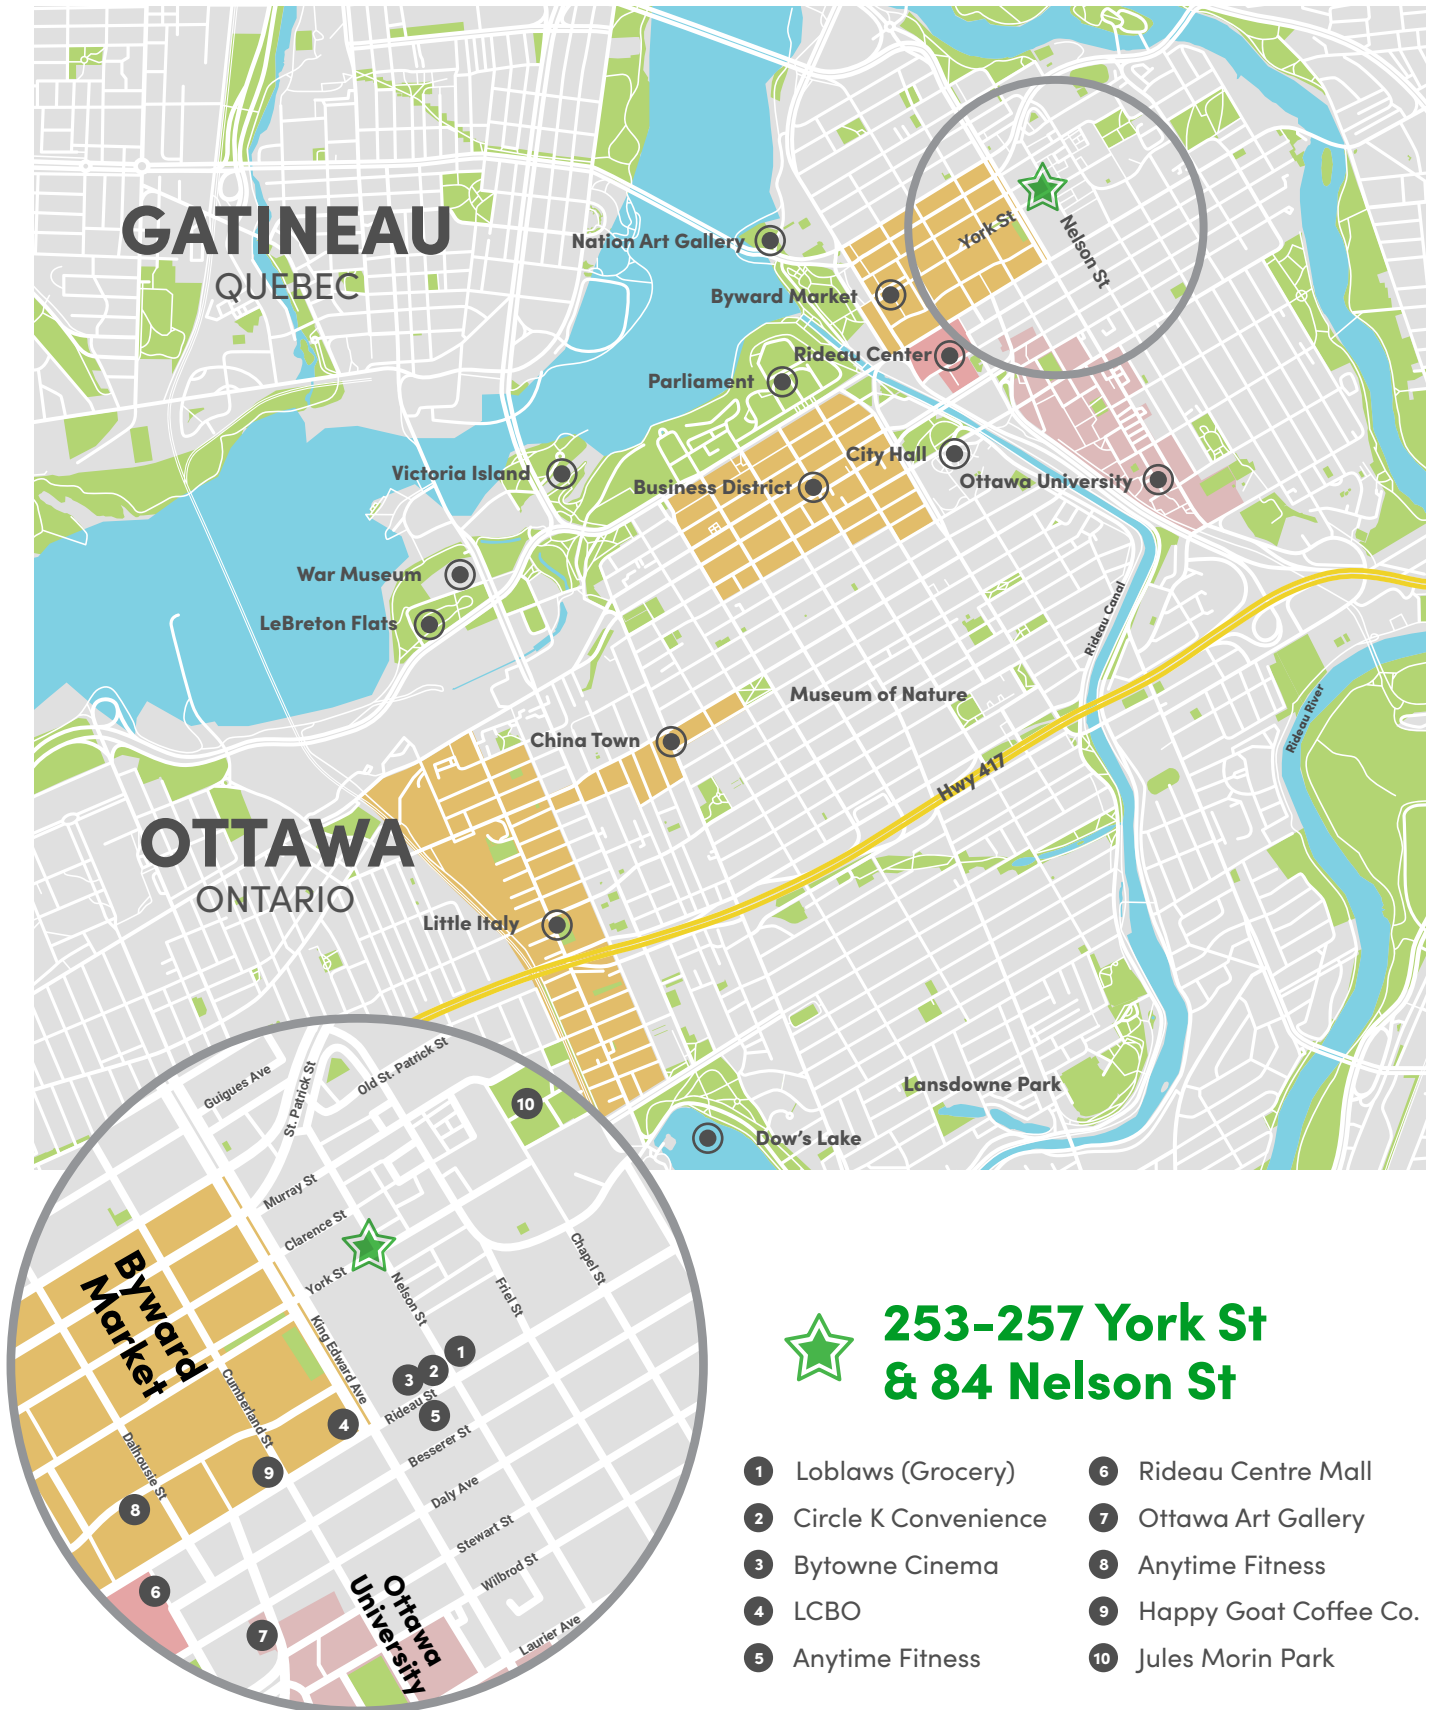 GATINEAU
QUEBEC
Nation Art Gallery
York St
Nelson St
Byward Market
Rideau Center
Parliament
City Hall
Victoria Island
Business District
Ottawa University
War Museum
LeBreton Flats
Rideau Canal
Museum of Nature
Rideau River
China Town
Hwy 417
OTTAWA
ONTARIO
Little Italy
Lansdowne Park
Dow's Lake
Guigues Ave
St. Patrick St
Old St. Patrick St
10
Murray St
Clarence St
York St
Nelson St
Friel St
Chapel St
Byward
Market
King Edward Ave
Cumberland St
Dalhousie St
1
2
3
Rideau St
4
5
Besserer St
9
Daly Ave
8
Stewart St
Wilbrod St
6
7
Ottawa
University
Laurier Ave
253-257 York St
& 84 Nelson St
1 Loblaws (Grocery)
2 Circle K Convenience
3 Bytowne Cinema
4 LCBO
5 Anytime Fitness
6 Rideau Centre Mall
7 Ottawa Art Gallery
8 Anytime Fitness
9 Happy Goat Coffee Co.
10 Jules Morin Park